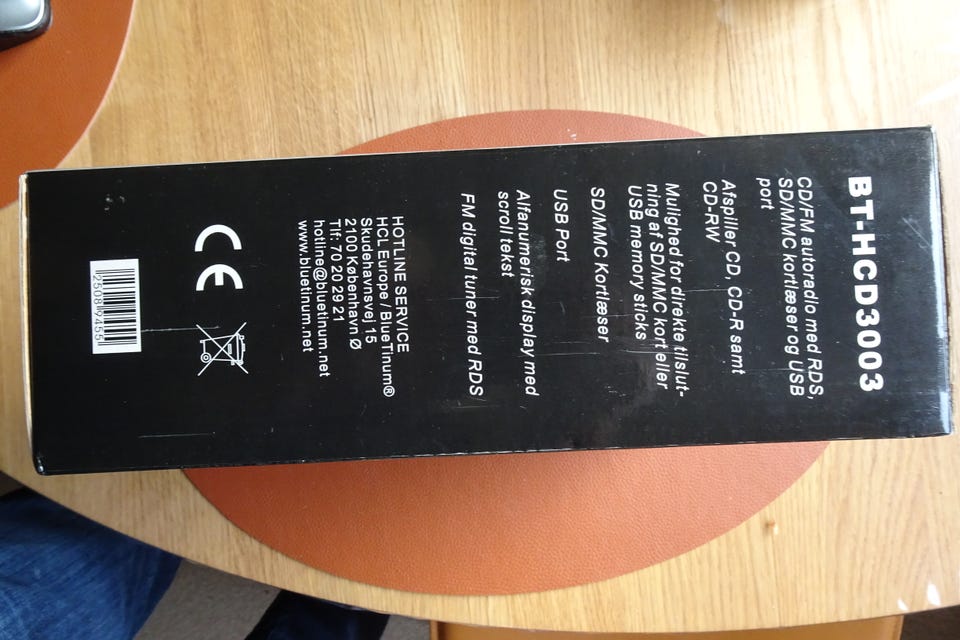 BT-HCD3003
CD/FM autoradio med RDS,
SD/MMC kortlæser og USB
port
Afspiller CD, CD-R samt
CD-RW
Mulighed for direkte tilslut-
ning af SD/MMC kort eller
USB memory sticks
SD/MMC Kortlæser
USB Port
Alfanumerisk display med
scroll tekst
FM digital tuner med RDS
HOTLINE SERVICE
HCL Europe / BlueTinum®
Skudehavnsvej 15
2100 København Ø
Tlf: 70 20 29 21
hotline@bluetinum.net
www.bluetinum.net
CE
2508 9455